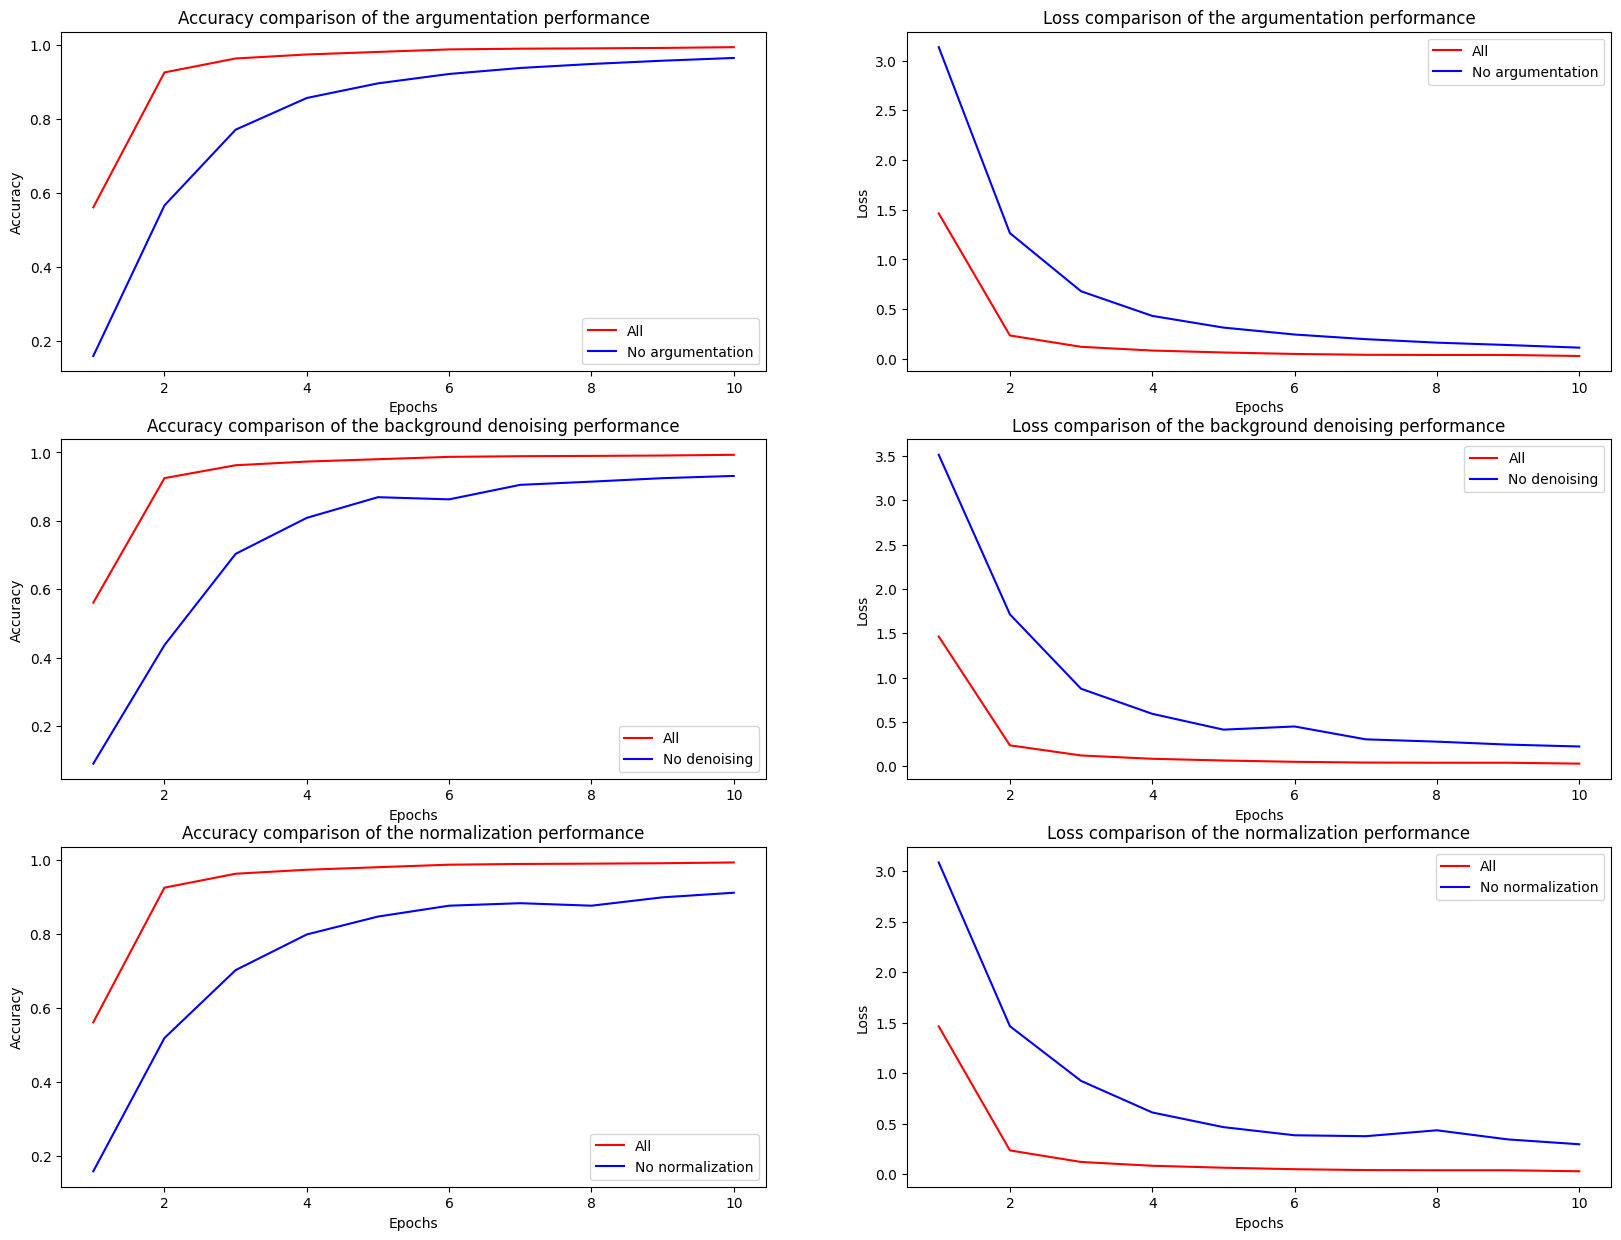 Accuracy comparison of the argumentation performance
1.0
0.8
0.6
0.4
0.2
Accuracy
All
No argumentation
2 4 6 8 10
Epochs
Loss comparison of the argumentation performance
3.0
2.5
2.0
1.5
1.0
0.5
0.0
Loss
All
No argumentation
2 4 6 8 10
Epochs
Accuracy comparison of the background denoising performance
1.0
0.8
0.6
0.4
0.2
Accuracy
All
No denoising
2 4 6 8 10
Epochs
Loss comparison of the background denoising performance
3.5
3.0
2.5
2.0
1.5
1.0
0.5
0.0
Loss
All
No denoising
2 4 6 8 10
Epochs
Accuracy comparison of the normalization performance
1.0
0.8
0.6
0.4
0.2
Accuracy
All
No normalization
2 4 6 8 10
Epochs
Loss comparison of the normalization performance
3.0
2.5
2.0
1.5
1.0
0.5
0.0
Loss
All
No normalization
2 4 6 8 10
Epochs